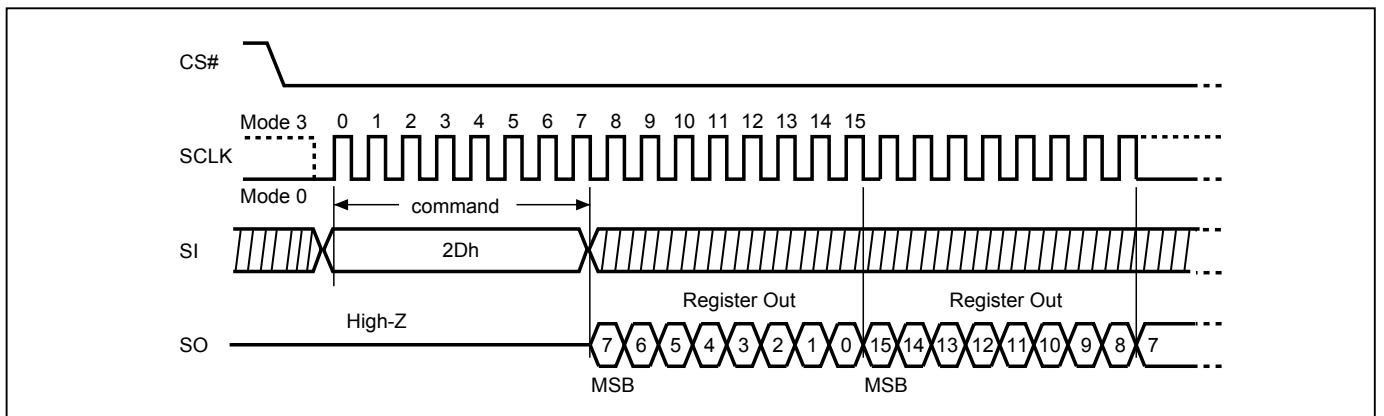 CS#
Mode 3 0 1 2 3 4 5 6 7 8 9 10 11 12 13 14 15
SCLK
Mode 0
command
SI 2Dh
Register Out Register Out
High-Z
SO 7 6 5 4 3 2 1 0 15 14 13 12 11 10 9 8 7
MSB MSB